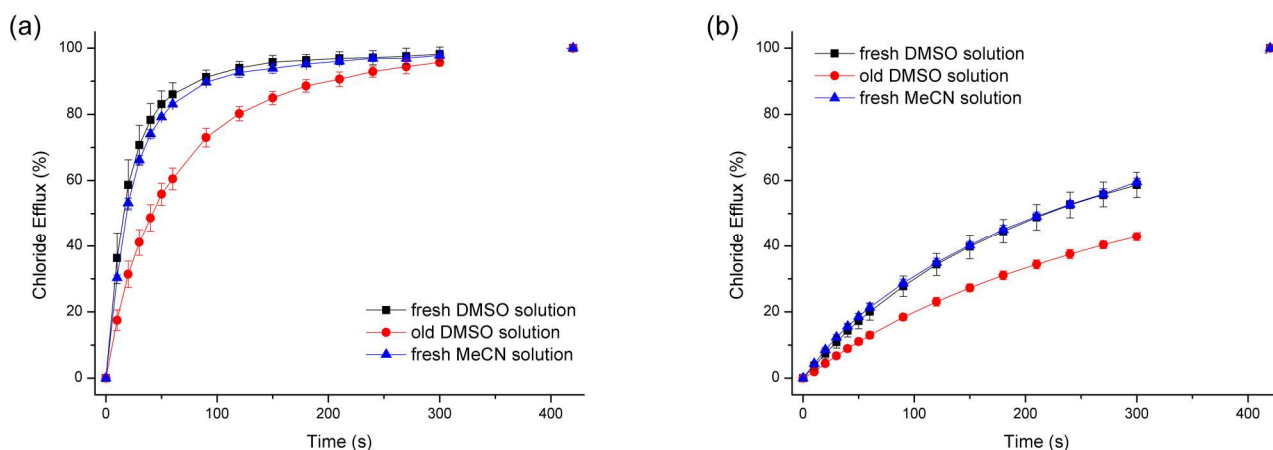 (a)
100
80
60
40
20
0
Chloride Efflux (%)
fresh DMSO solution
old DMSO solution
fresh MeCN solution
0 100 200 300 400
Time (s)
(b)
100
80
60
40
20
0
Chloride Efflux (%)
fresh DMSO solution
old DMSO solution
fresh MeCN solution
0 100 200 300 400
Time (s)